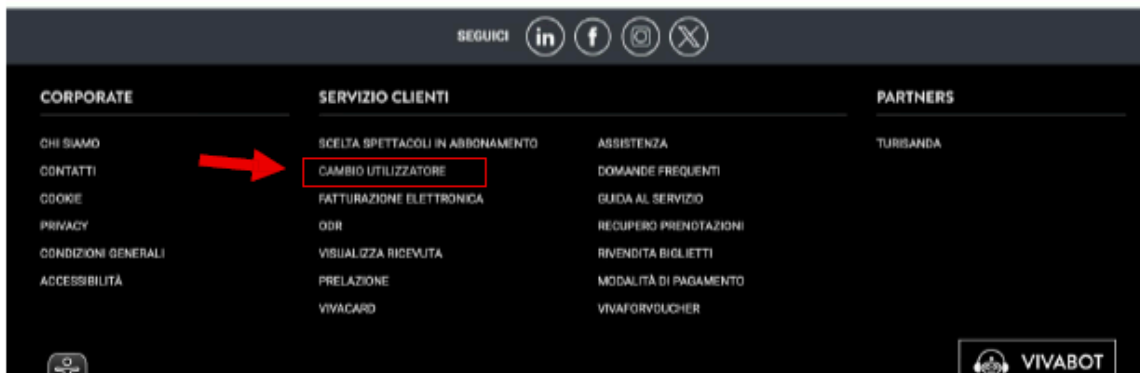 SEGUICI
CORPORATE
CHI SIAMO
CONTATTI
COOKIE
PRIVACY
CONDIZIONI GENERALI
ACCESSIBILITÀ
SERVIZIO CLIENTI
SCELTA SPETTACOLI IN ABBONAMENTO
CAMBIO UTILIZZATORE
FATTURAZIONE ELETTRONICA
ODR
VISUALIZZA RICEVUTA
PRELAZIONE
VIVACARD
ASSISTENZA
DOMANDE FREQUENTI
GUIDA AL SERVIZIO
RECUPERO PRENOTAZIONI
RIVENDITA BIGLIETTI
MODALITÀ DI PAGAMENTO
VIVAFORVOUCHER
PARTNERS
TURISANDA
VIVABOT